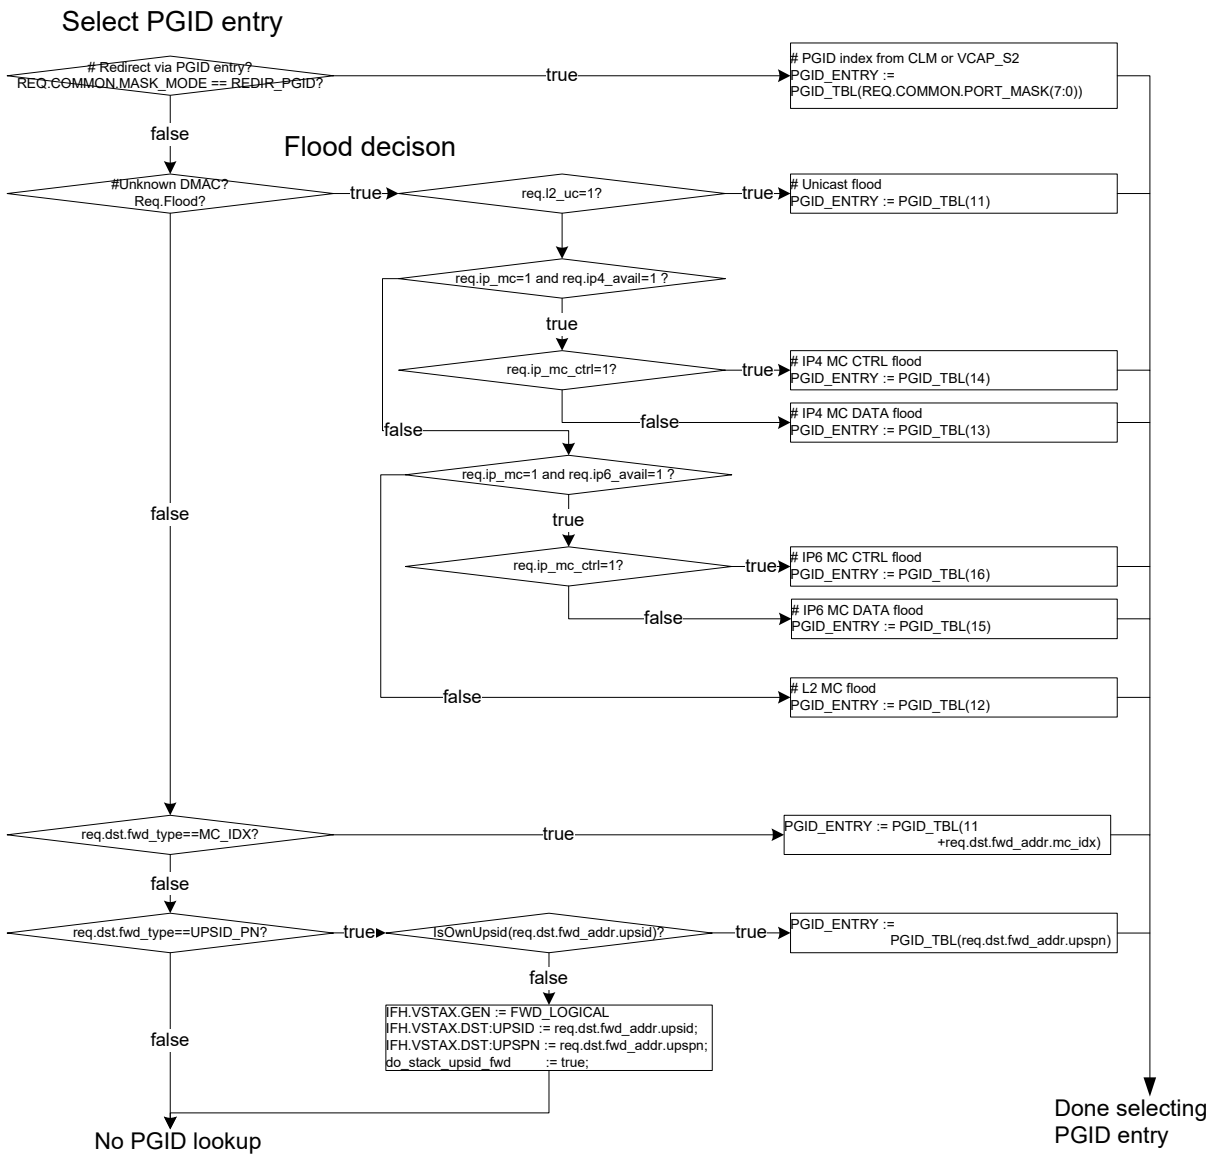 Select PGID entry
# Redirect via PGID entry?
REQ.COMMON.MASK_MODE == REDIR_PGID?
true
# PGID index from CLM or VCAP_S2
PGID_ENTRY :=
PGID_TBL(REQ.COMMON.PORT_MASK(7:0))
false
Flood decison
#Unknown DMAC?
Req.Flood?
true
req.l2_uc=1?
true
# Unicast flood
PGID_ENTRY := PGID_TBL(11)
req.ip_mc=1 and req.ip4_avail=1 ?
true
req.ip_mc_ctrl=1?
true
# IP4 MC CTRL flood
PGID_ENTRY := PGID_TBL(14)
false
# IP4 MC DATA flood
PGID_ENTRY := PGID_TBL(13)
false
req.ip_mc=1 and req.ip6_avail=1 ?
false
true
req.ip_mc_ctrl=1?
true
# IP6 MC CTRL flood
PGID_ENTRY := PGID_TBL(16)
false
# IP6 MC DATA flood
PGID_ENTRY := PGID_TBL(15)
false
# L2 MC flood
PGID_ENTRY := PGID_TBL(12)
req.dst.fwd_type==MC_IDX?
true
PGID_ENTRY := PGID_TBL(11
+req.dst.fwd_addr.mc_idx)
false
req.dst.fwd_type==UPSID_PN?
true
IsOwnUpsid(req.dst.fwd_addr.upsid)?
true
PGID_ENTRY :=
PGID_TBL(req.dst.fwd_addr.upspn)
false
IFH.VSTAX.GEN := FWD_LOGICAL
IFH.VSTAX.DST:UPSID := req.dst.fwd_addr.upsid;
IFH.VSTAX.DST:UPSPN := req.dst.fwd_addr.upspn;
do_stack_upsid_fwd := true;
false
No PGID lookup
Done selecting
PGID entry